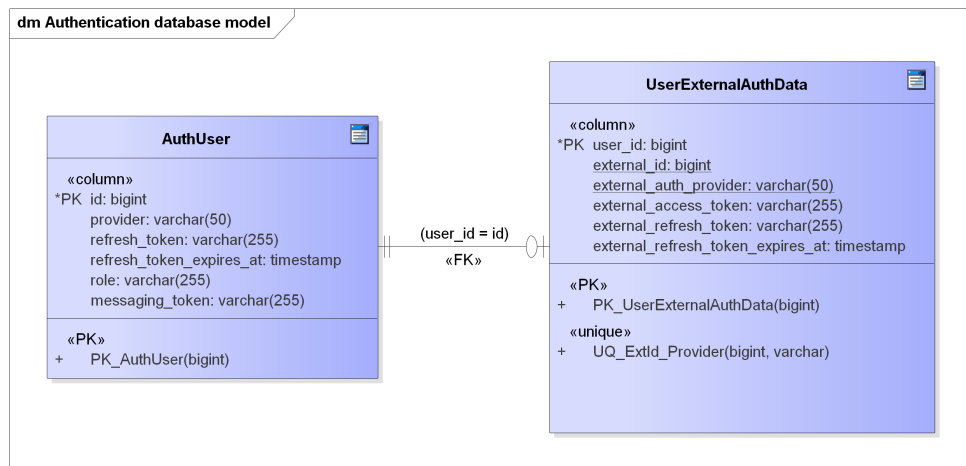 dm Authentication database model
AuthUser
«column»
*PK id: bigint
provider: varchar(50)
refresh_token: varchar(255)
refresh_token_expires_at: timestamp
role: varchar(255)
messaging_token: varchar(255)
«PK»
+ PK_AuthUser(bigint)
(user_id = id)
«FK»
UserExternalAuthData
«column»
*PK user_id: bigint
external_id: bigint
external_auth_provider: varchar(50)
external_access_token: varchar(255)
external_refresh_token: varchar(255)
external_refresh_token_expires_at: timestamp
«PK»
+ PK_UserExternalAuthData(bigint)
«unique»
+ UQ_ExtId_Provider(bigint, varchar)